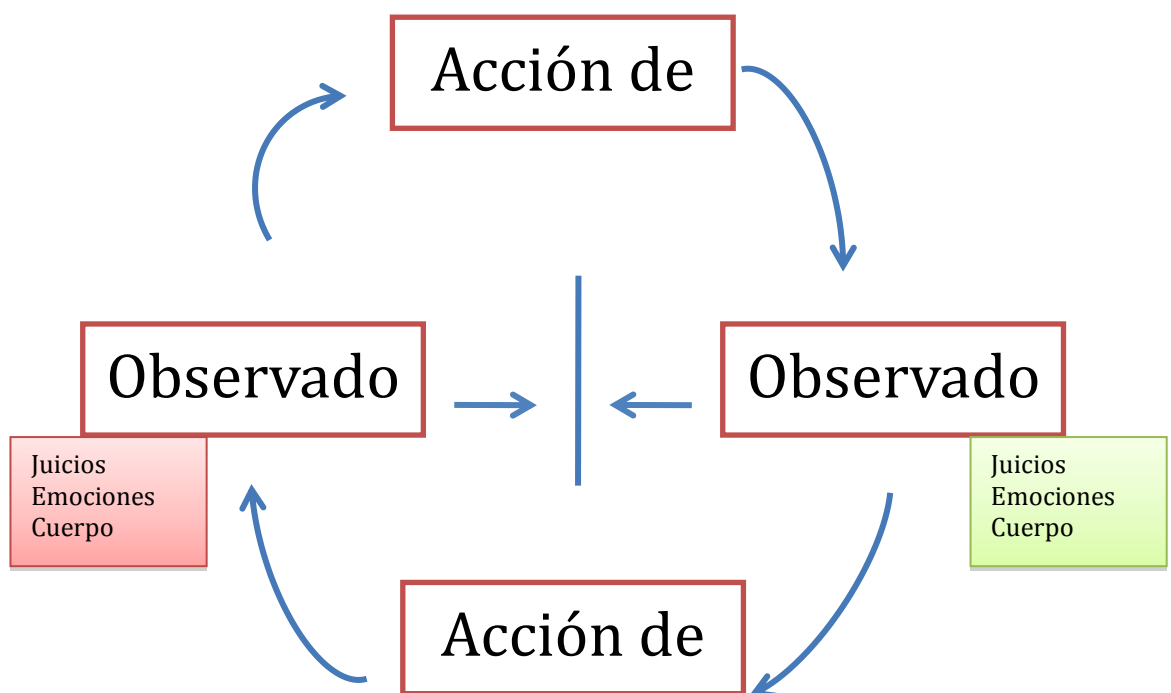 Acción de
Observado
Observado
Juicios
Emociones
Cuerpo
Juicios
Emociones
Cuerpo
Acción de